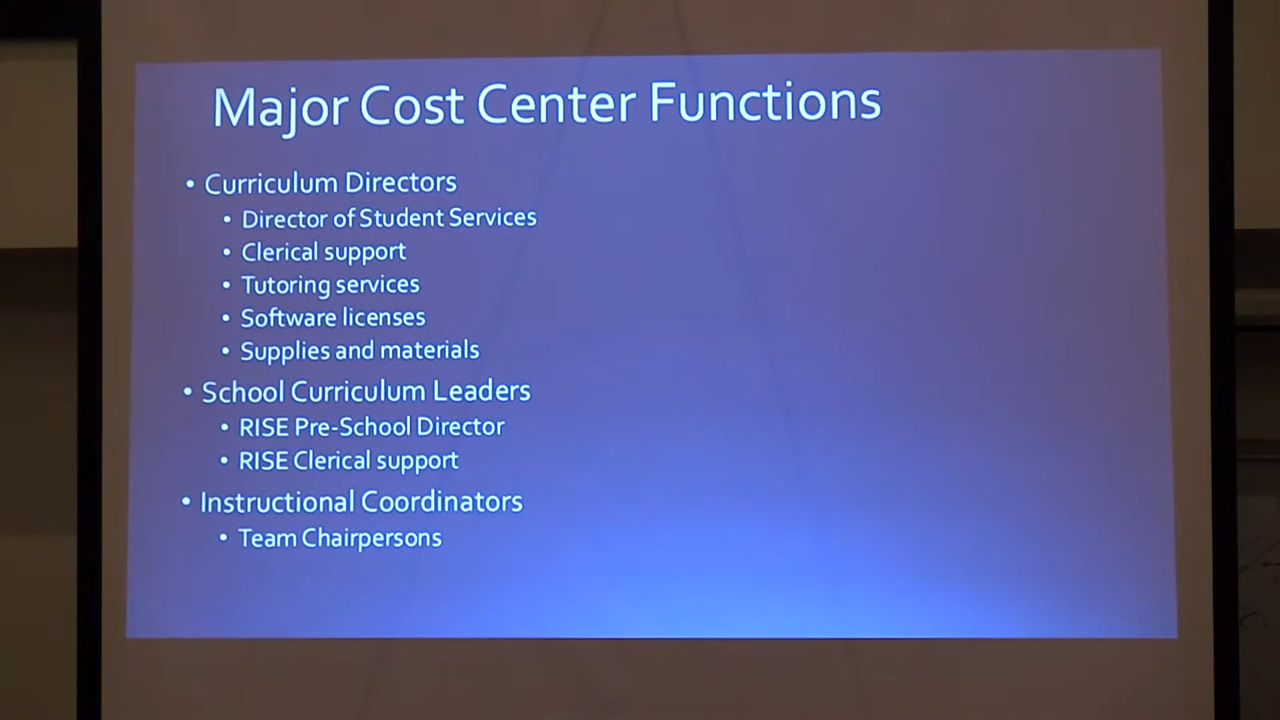 Major Cost Center Functions
• Curriculum Directors
• Director of Student Services
• Clerical support
• Tutoring services
• Software licenses
• Supplies and materials
• School Curriculum Leaders
• RISE Pre-School Director
• RISE Clerical support
• Instructional Coordinators
• Team Chairpersons